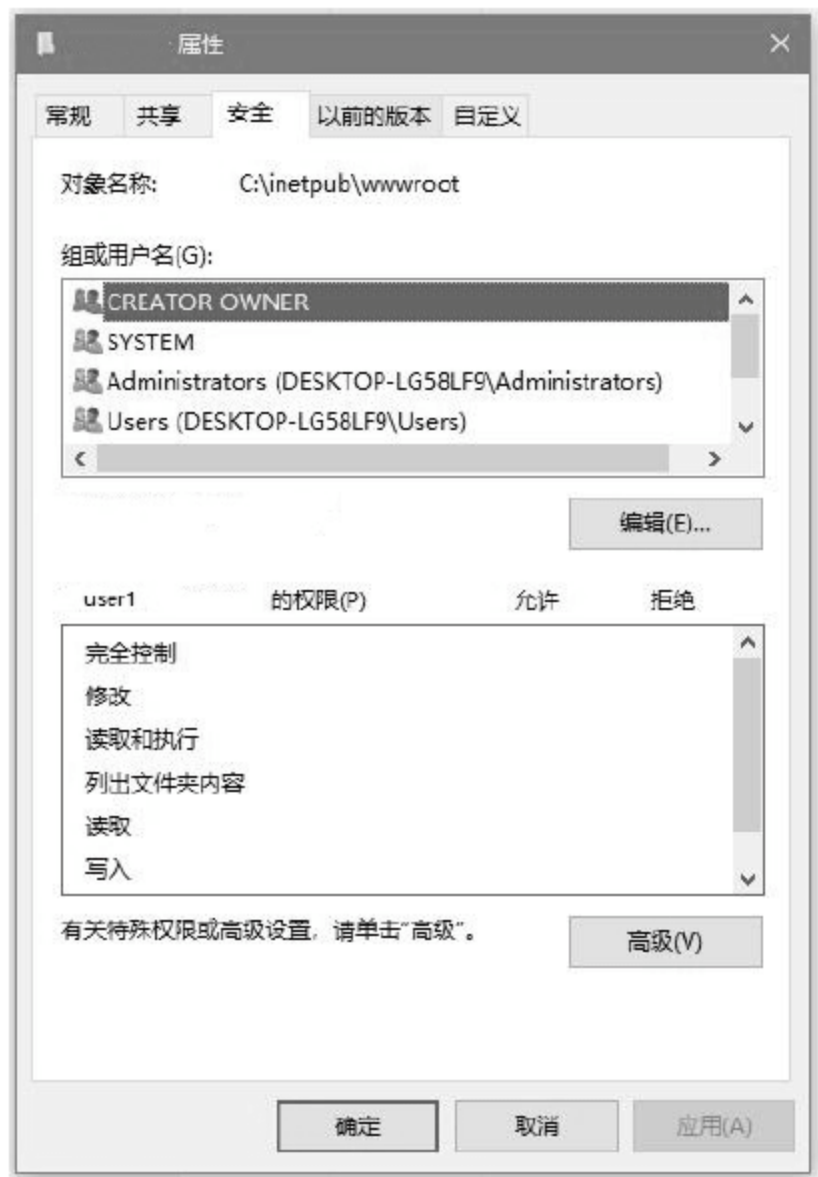 属性
常规 共享 安全 以前的版本 自定义
对象名称: C:\inetpub\wwwroot
组或用户名(G):
CREATOR OWNER
SYSTEM
Administrators (DESKTOP-LG58LF9\Administrators)
Users (DESKTOP-LG58LF9\Users)
编辑(E)...
user1 的权限(P) 允许 拒绝
完全控制
修改
读取和执行
列出文件夹内容
读取
写入
有关特殊权限或高级设置，请单击“高级”。
高级(V)
确定 取消 应用(A)